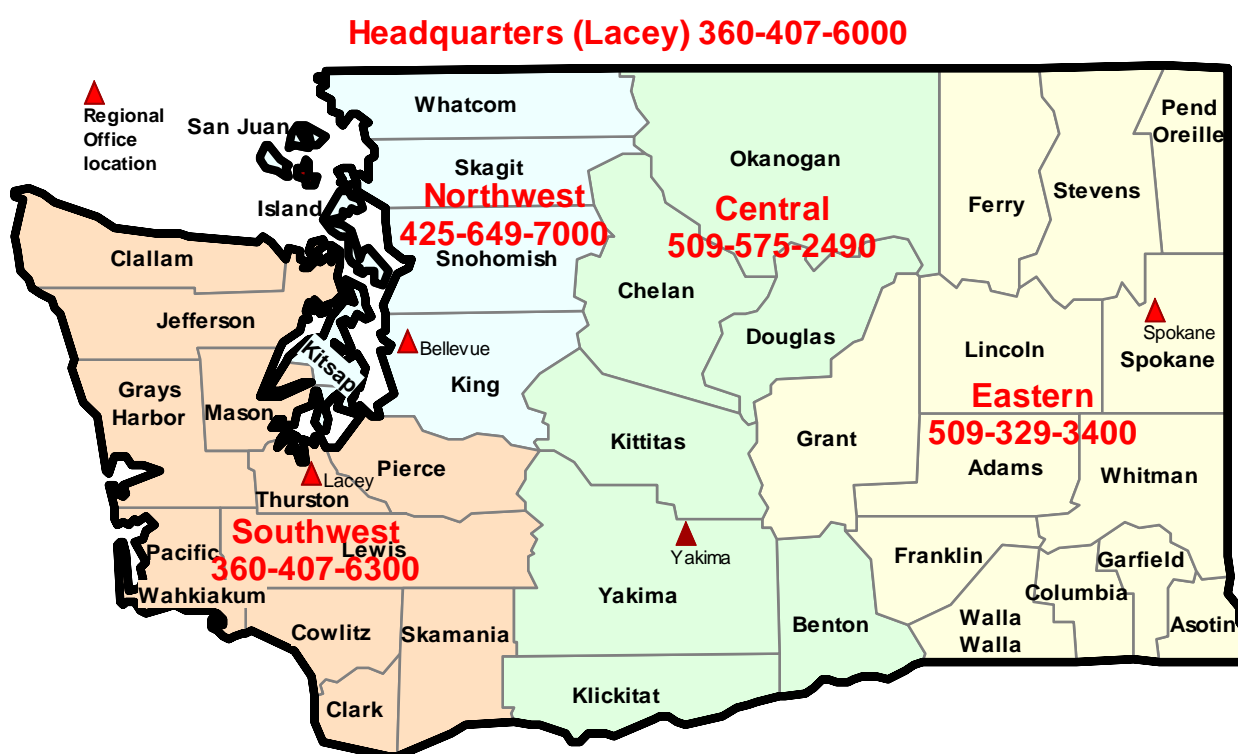 Headquarters (Lacey) 360-407-6000
Regional
Office
location
San Juan
Island
Whatcom
Skagit
Northwest
425-649-7000
Snohomish
King
Bellevue
Kitsap
Okanogan
Central
509-575-2490
Chelan
Douglas
Kittitas
Yakima
Yakima
Benton
Klickitat
Pend
Oreille
Stevens
Ferry
Spokane
Spokane
Lincoln
Eastern
509-329-3400
Grant
Adams
Whitman
Franklin
Garfield
Columbia
Walla
Walla
Asotin
Clallam
Jefferson
Grays
Harbor
Mason
Pierce
Lacey
Thurston
Southwest
360-407-6300
Lewis
Pacific
Wahkiakum
Cowlitz
Skamania
Clark